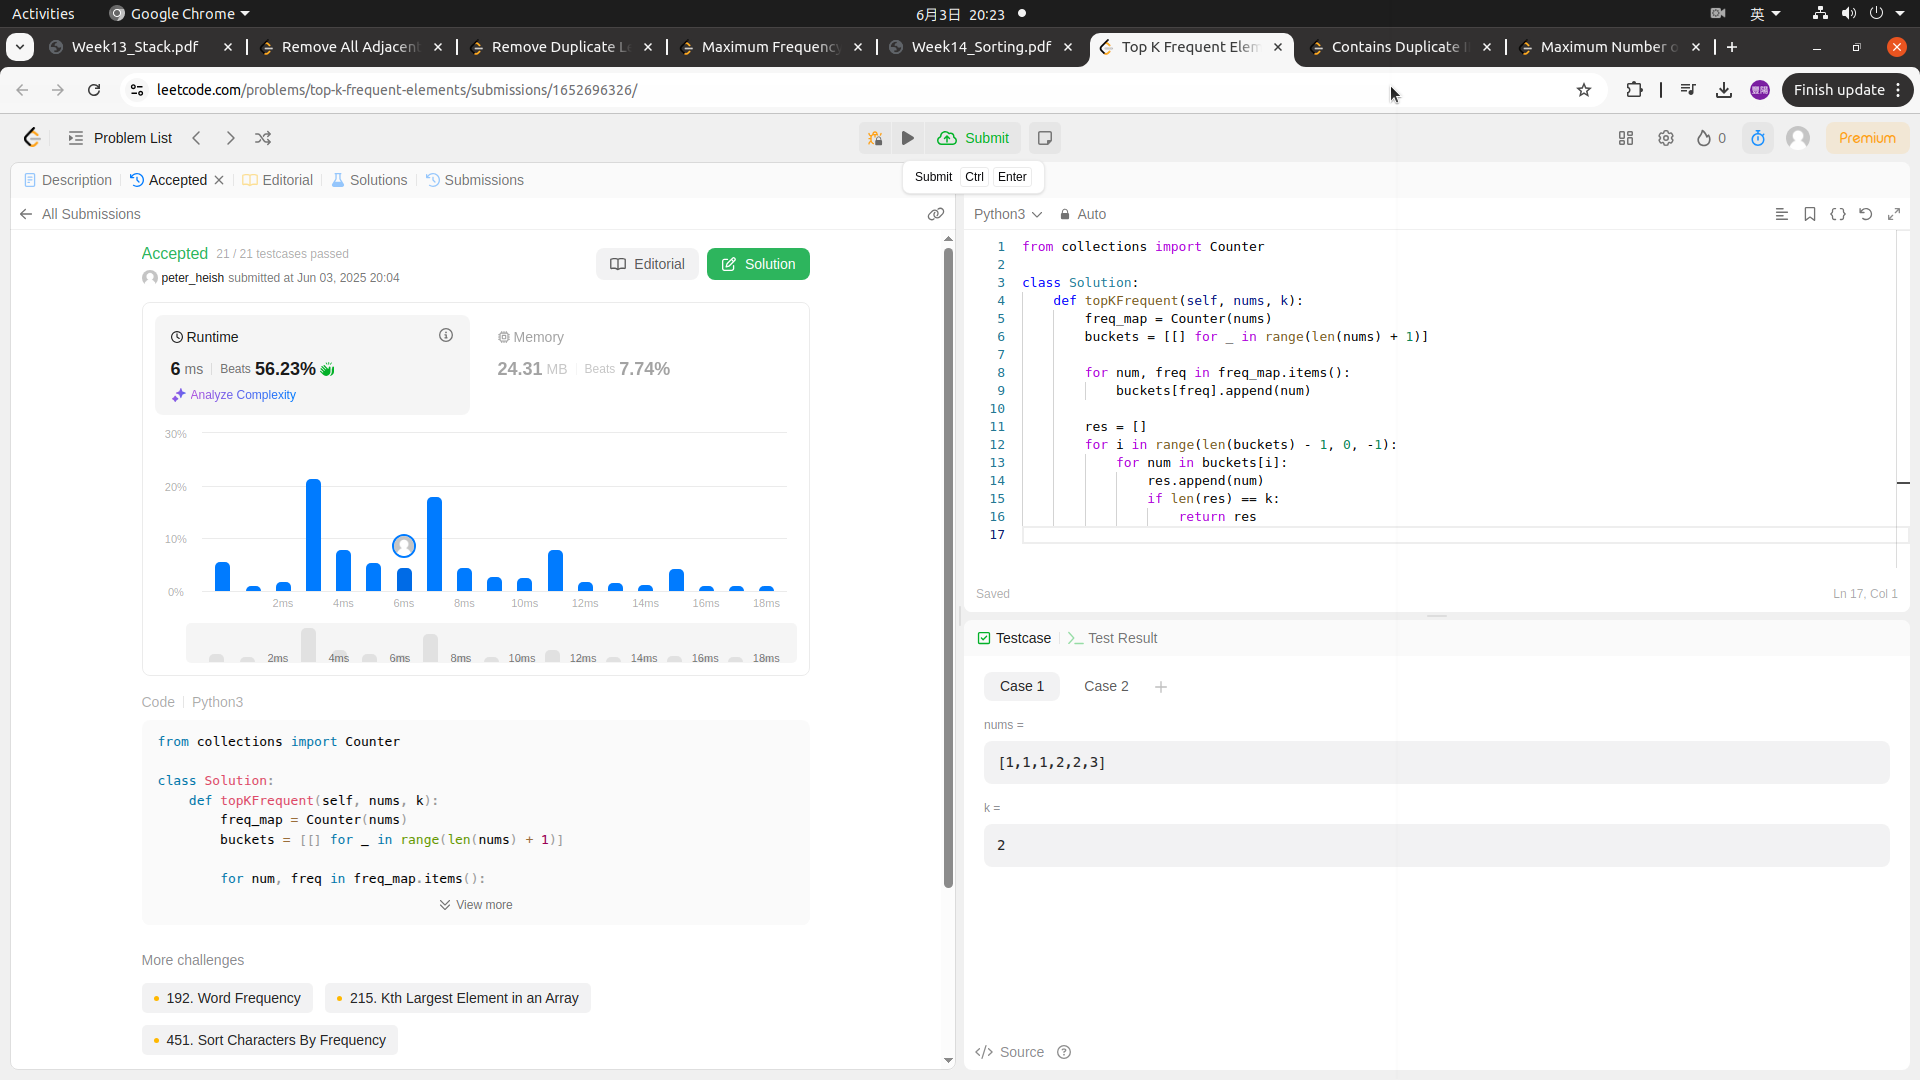 Activities Google Chrome 6月3日 20:23 英
Week13_Stack.pdf Remove All Adjacen Remove Duplicate Le Maximum Frequency Week14_Sorting.pdf Top K Frequent Elem Contains Duplicate Maximum Number o
leetcode.com/problems/top-k-frequent-elements/submissions/1652696326/ Finish update
Problem List Submit 0 Premium
Submit Ctrl Enter
Description Accepted Editorial Solutions Submissions
All Submissions
Accepted 21 / 21 testcases passed
peter_heish submitted at Jun 03, 2025 20:04
Editorial Solution
Runtime
6 ms Beats 56.23%
Analyze Complexity
Memory
24.31 MB Beats 7.74%
30%
20%
10%
0%
2ms 4ms 6ms 8ms 10ms 12ms 14ms 16ms 18ms
2ms 4ms 6ms 8ms 10ms 12ms 14ms 16ms 18ms
Code Python3
from collections import Counter
class Solution:
def topKFrequent(self, nums, k):
freq_map = Counter(nums)
buckets = [[] for _ in range(len(nums) + 1)]
for num, freq in freq_map.items():
View more
More challenges
192. Word Frequency 215. Kth Largest Element in an Array
451. Sort Characters By Frequency
Python3 Auto
1 from collections import Counter
2
3 class Solution:
4 def topKFrequent(self, nums, k):
5 freq_map = Counter(nums)
6 buckets = [[] for _ in range(len(nums) + 1)]
7
8 for num, freq in freq_map.items():
9 buckets[freq].append(num)
10
11 res = []
12 for i in range(len(buckets) - 1, 0, -1):
13 for num in buckets[i]:
14 res.append(num)
15 if len(res) == k:
16 return res
17
Saved Ln 17, Col 1
Testcase Test Result
Case 1 Case 2
nums =
[1,1,1,2,2,3]
k =
2
Source